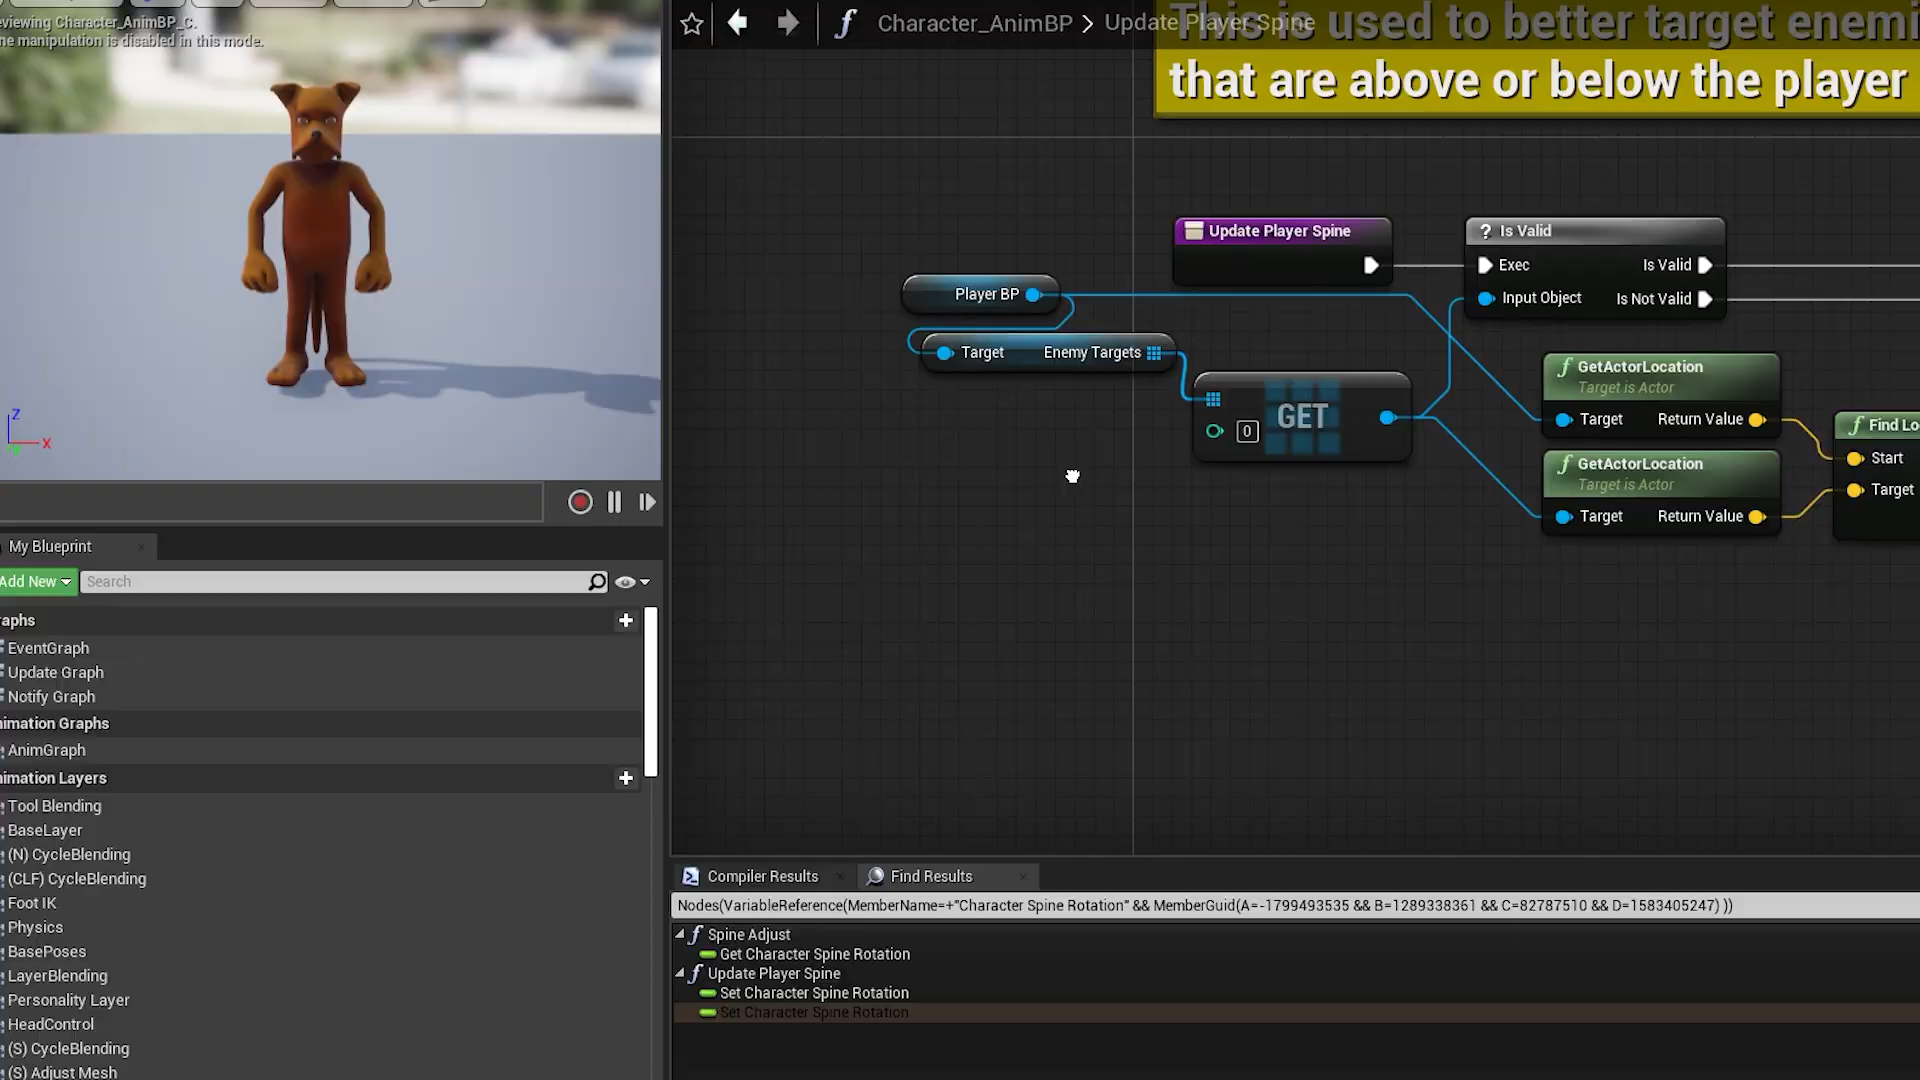 eviewing Character_AnimBP_C.
ne manipulation is disabled in this mode.
Z
X
My Blueprint
Add New
Search
raphs
EventGraph
Update Graph
Notify Graph
nimation Graphs
AnimGraph
nimation Layers
Tool Blending
BaseLayer
(N) CycleBlending
(CLF) CycleBlending
Foot IK
Physics
BasePoses
LayerBlending
Personality Layer
HeadControl
(S) CycleBlending
(S) Adjust Mesh
Character_AnimBP > Update Player Spine
This is used to better target enemi
that are above or below the player
Update Player Spine
? Is Valid
Exec
Is Valid
Input Object
Is Not Valid
Player BP
Target
Enemy Targets
GET
0
f GetActorLocation
Target is Actor
Target
Return Value
f GetActorLocation
Target is Actor
Target
Return Value
f Find Lo
Start
Target
Compiler Results
Find Results
Nodes(VariableReference(MemberName=+"Character Spine Rotation" && MemberGuid(A=-1799493535 && B=1289338361 && C=82787510 && D=1583405247) ))
f Spine Adjust
Get Character Spine Rotation
f Update Player Spine
Set Character Spine Rotation
Set Character Spine Rotation